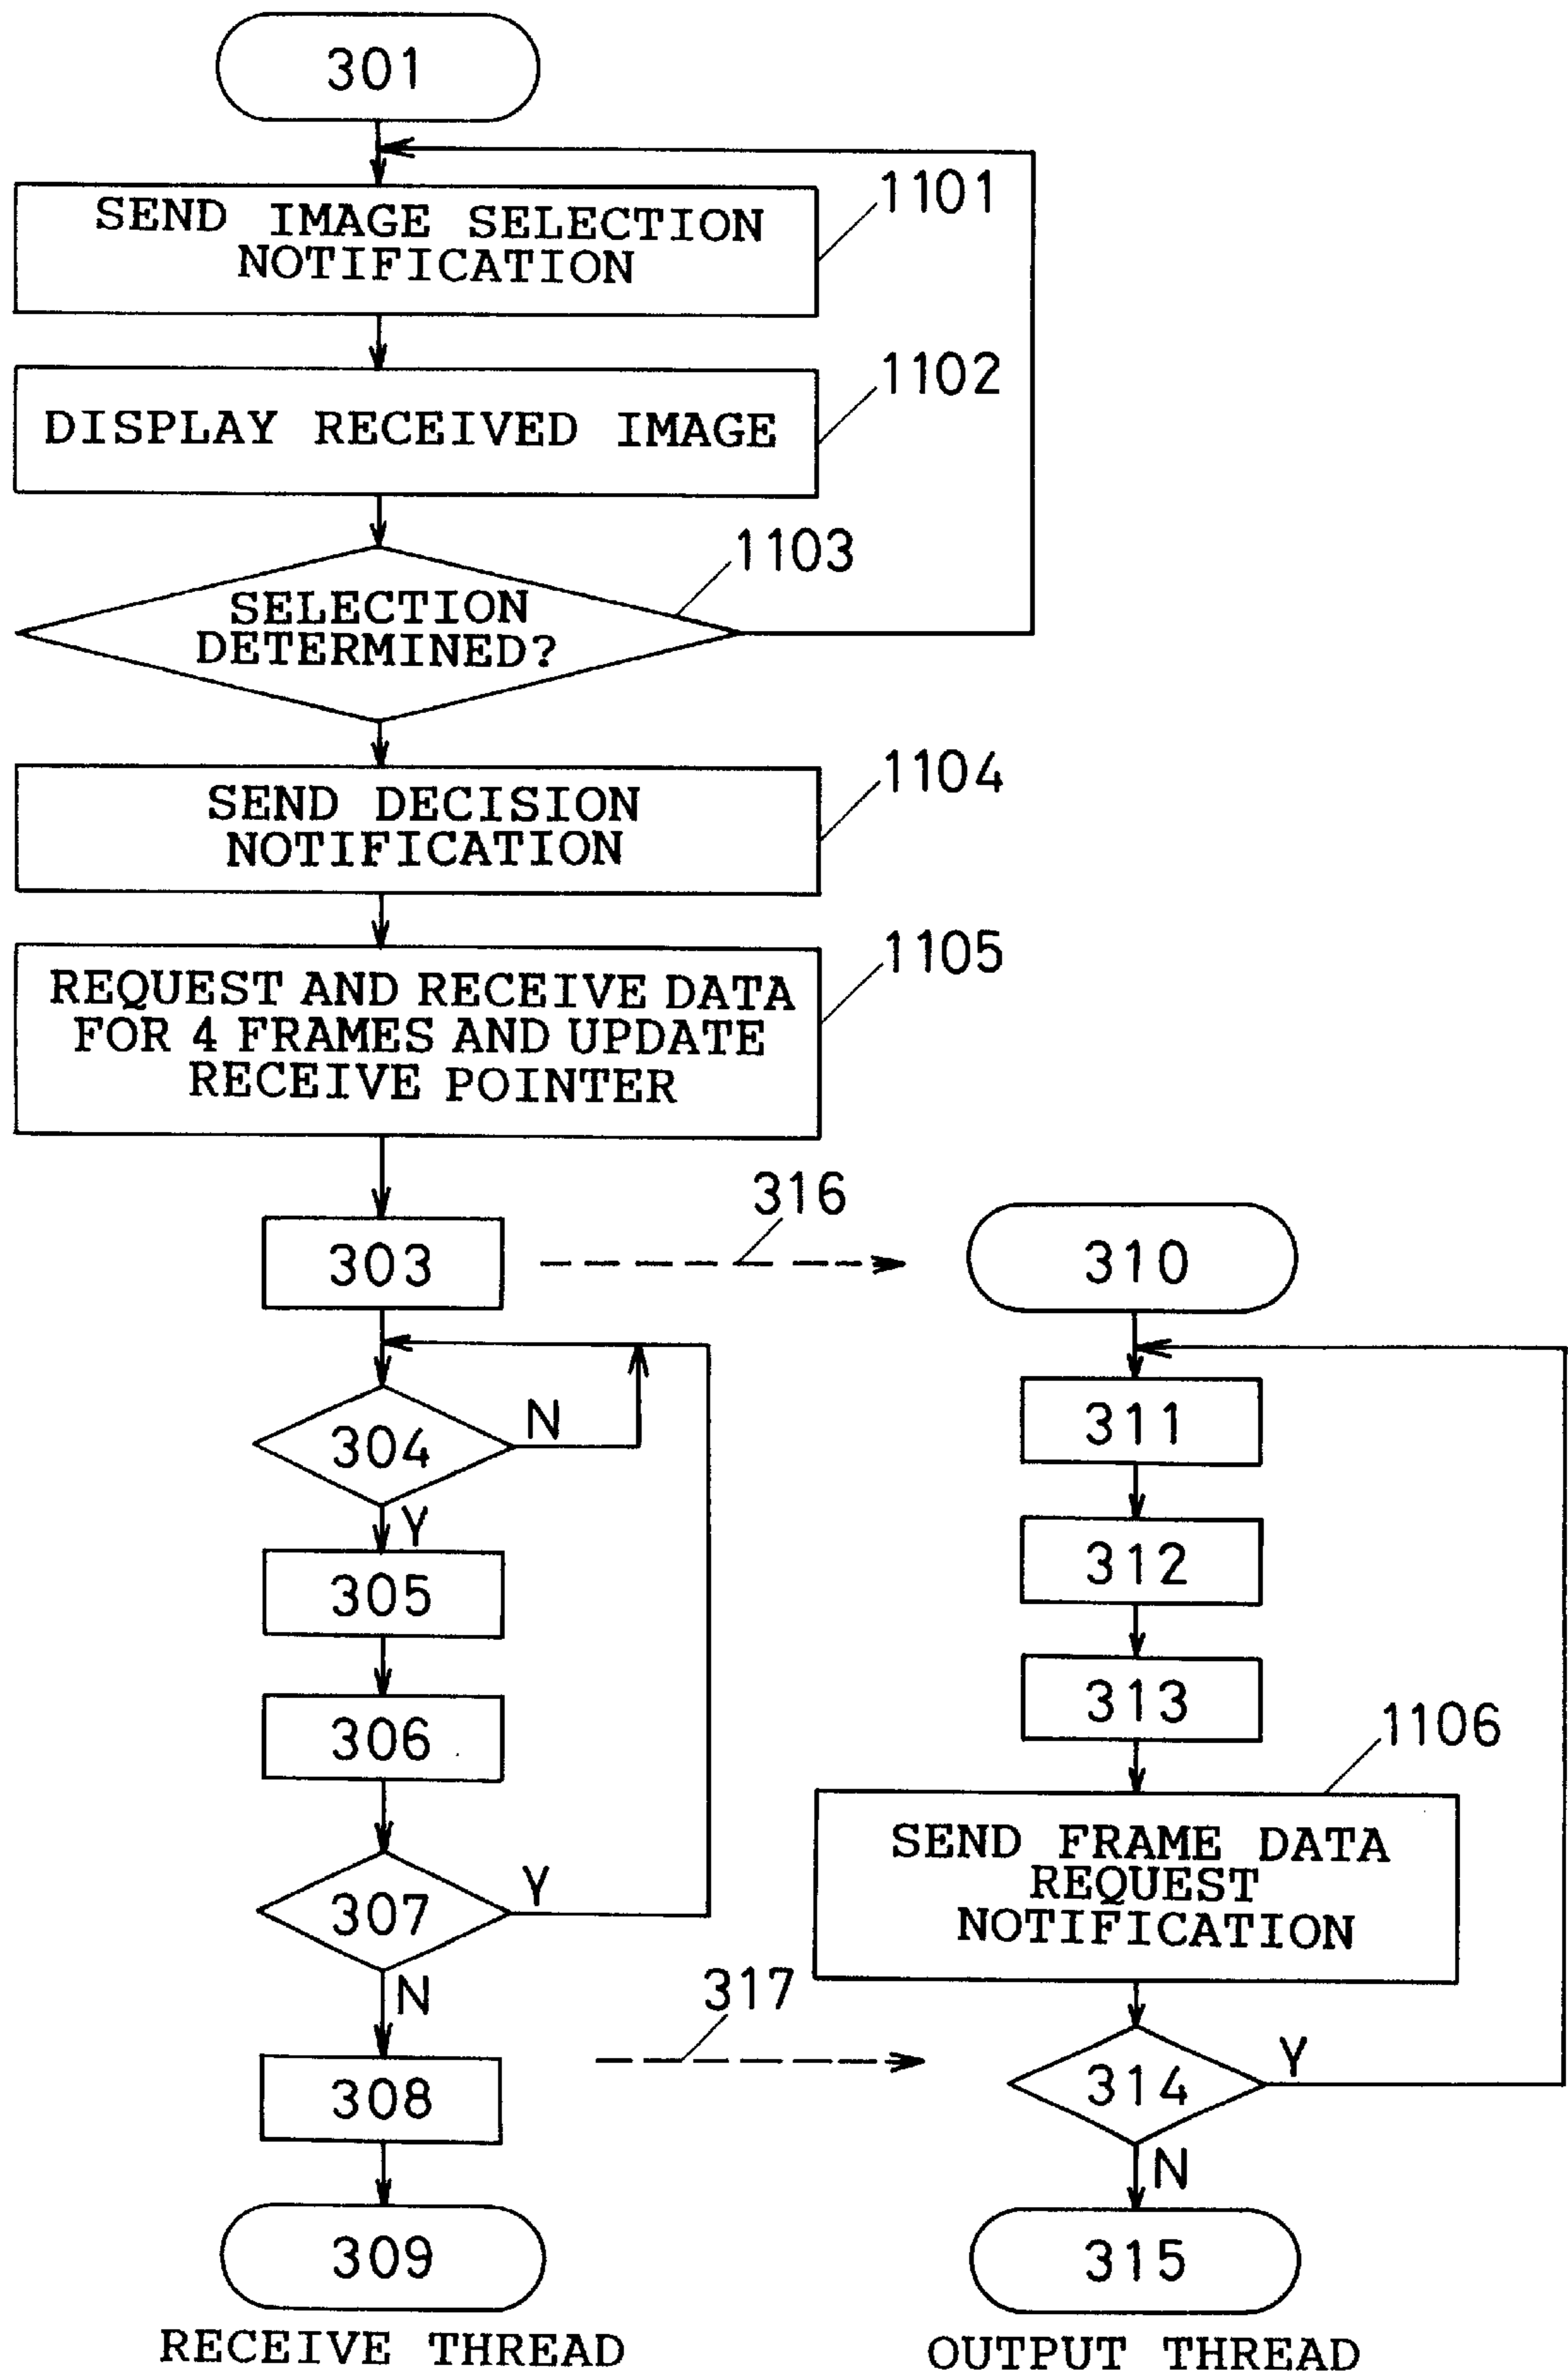 301
1101
SEND IMAGE SELECTION
NOTIFICATION
1102
DISPLAY RECEIVED IMAGE
1103
SELECTION
DETERMINED?
1104
SEND DECISION
NOTIFICATION
1105
REQUEST AND RECEIVE DATA
FOR 4 FRAMES AND UPDATE
RECEIVE POINTER
316
303
310
304
N
311
Y
305
312
306
313
1106
SEND FRAME DATA
REQUEST
NOTIFICATION
307
Y
N
317
308
314
Y
N
309
315
RECEIVE THREAD
OUTPUT THREAD